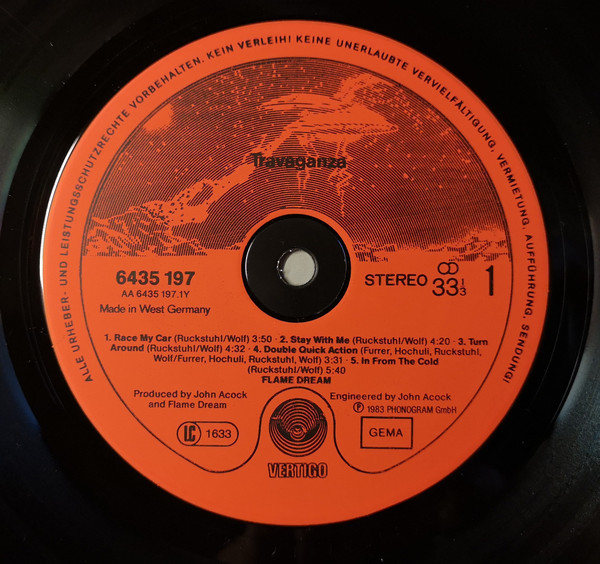 ALLE URHEBER- UND LEISTUNGSSCHUTZRECHTE VORBEHALTEN. KEIN VERLEIH! KEINE UNERLAUBTE VERVIELFÄLTIGUNG, VERMIETUNG, AUFFÜHRUNG, SENDUNG!
Travaganza
6435 197
AA 6435 197.1Y
Made in West Germany
STEREO 33 1/3 1
1. Race My Car (Ruckstuhl/Wolf) 3:50 · 2. Stay With Me (Ruckstuhl/Wolf) 4:20 · 3. Turn
Around (Ruckstuhl/Wolf) 4:32 · 4. Double Quick Action (Furrer, Hochuli, Ruckstuhl,
Wolf/Furrer, Hochuli, Ruckstuhl, Wolf) 3:31 · 5. In From The Cold
(Ruckstuhl/Wolf) 5:40
FLAME DREAM
Produced by John Acock
and Flame Dream
Engineered by John Acock
℗ 1983 PHONOGRAM GmbH
LC 1633
GEMA
VERTIGO